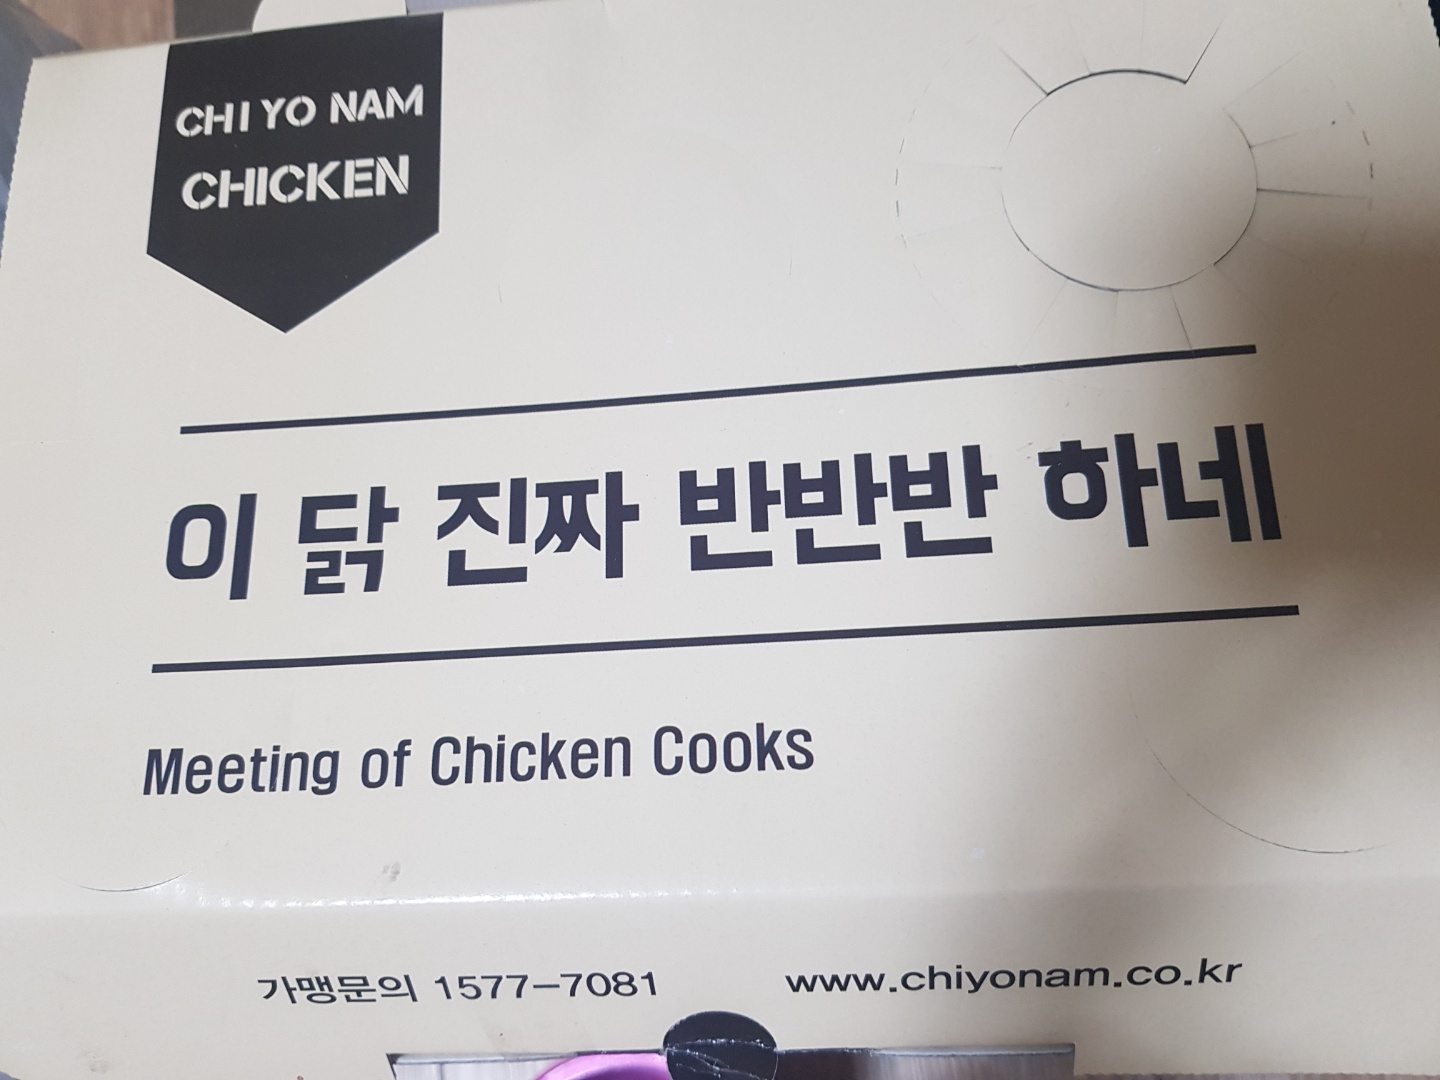 CHI YO NAM
CHICKEN
이 닭 진짜 반반반 하네
Meeting of Chicken Cooks
가맹문의 1577-7081
www.chiyonam.co.kr